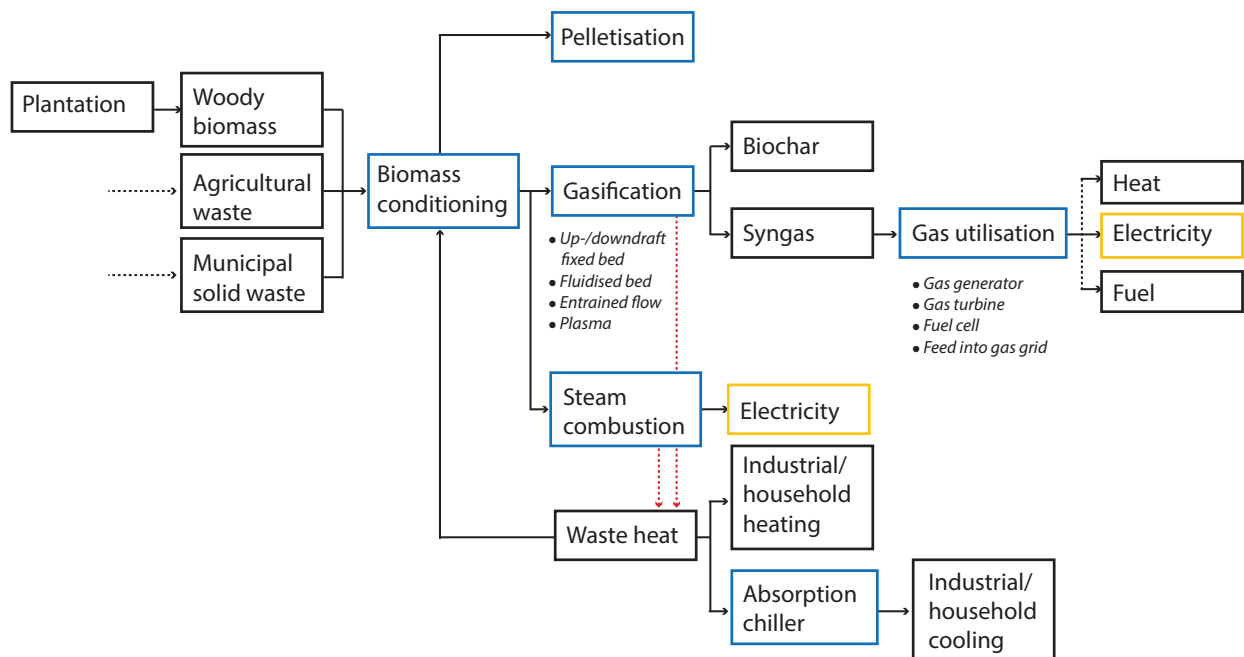 Pelletisation
Plantation
Woody
biomass
Agricultural
waste
Municipal
solid waste
Biomass
conditioning
Gasification
• Up-/downdraft
fixed bed
• Fluidised bed
• Entrained flow
• Plasma
Biochar
Syngas
Gas utilisation
• Gas generator
• Gas turbine
• Fuel cell
• Feed into gas grid
Heat
Electricity
Fuel
Steam
combustion
Electricity
Waste heat
Industrial/
household
heating
Absorption
chiller
Industrial/
household
cooling